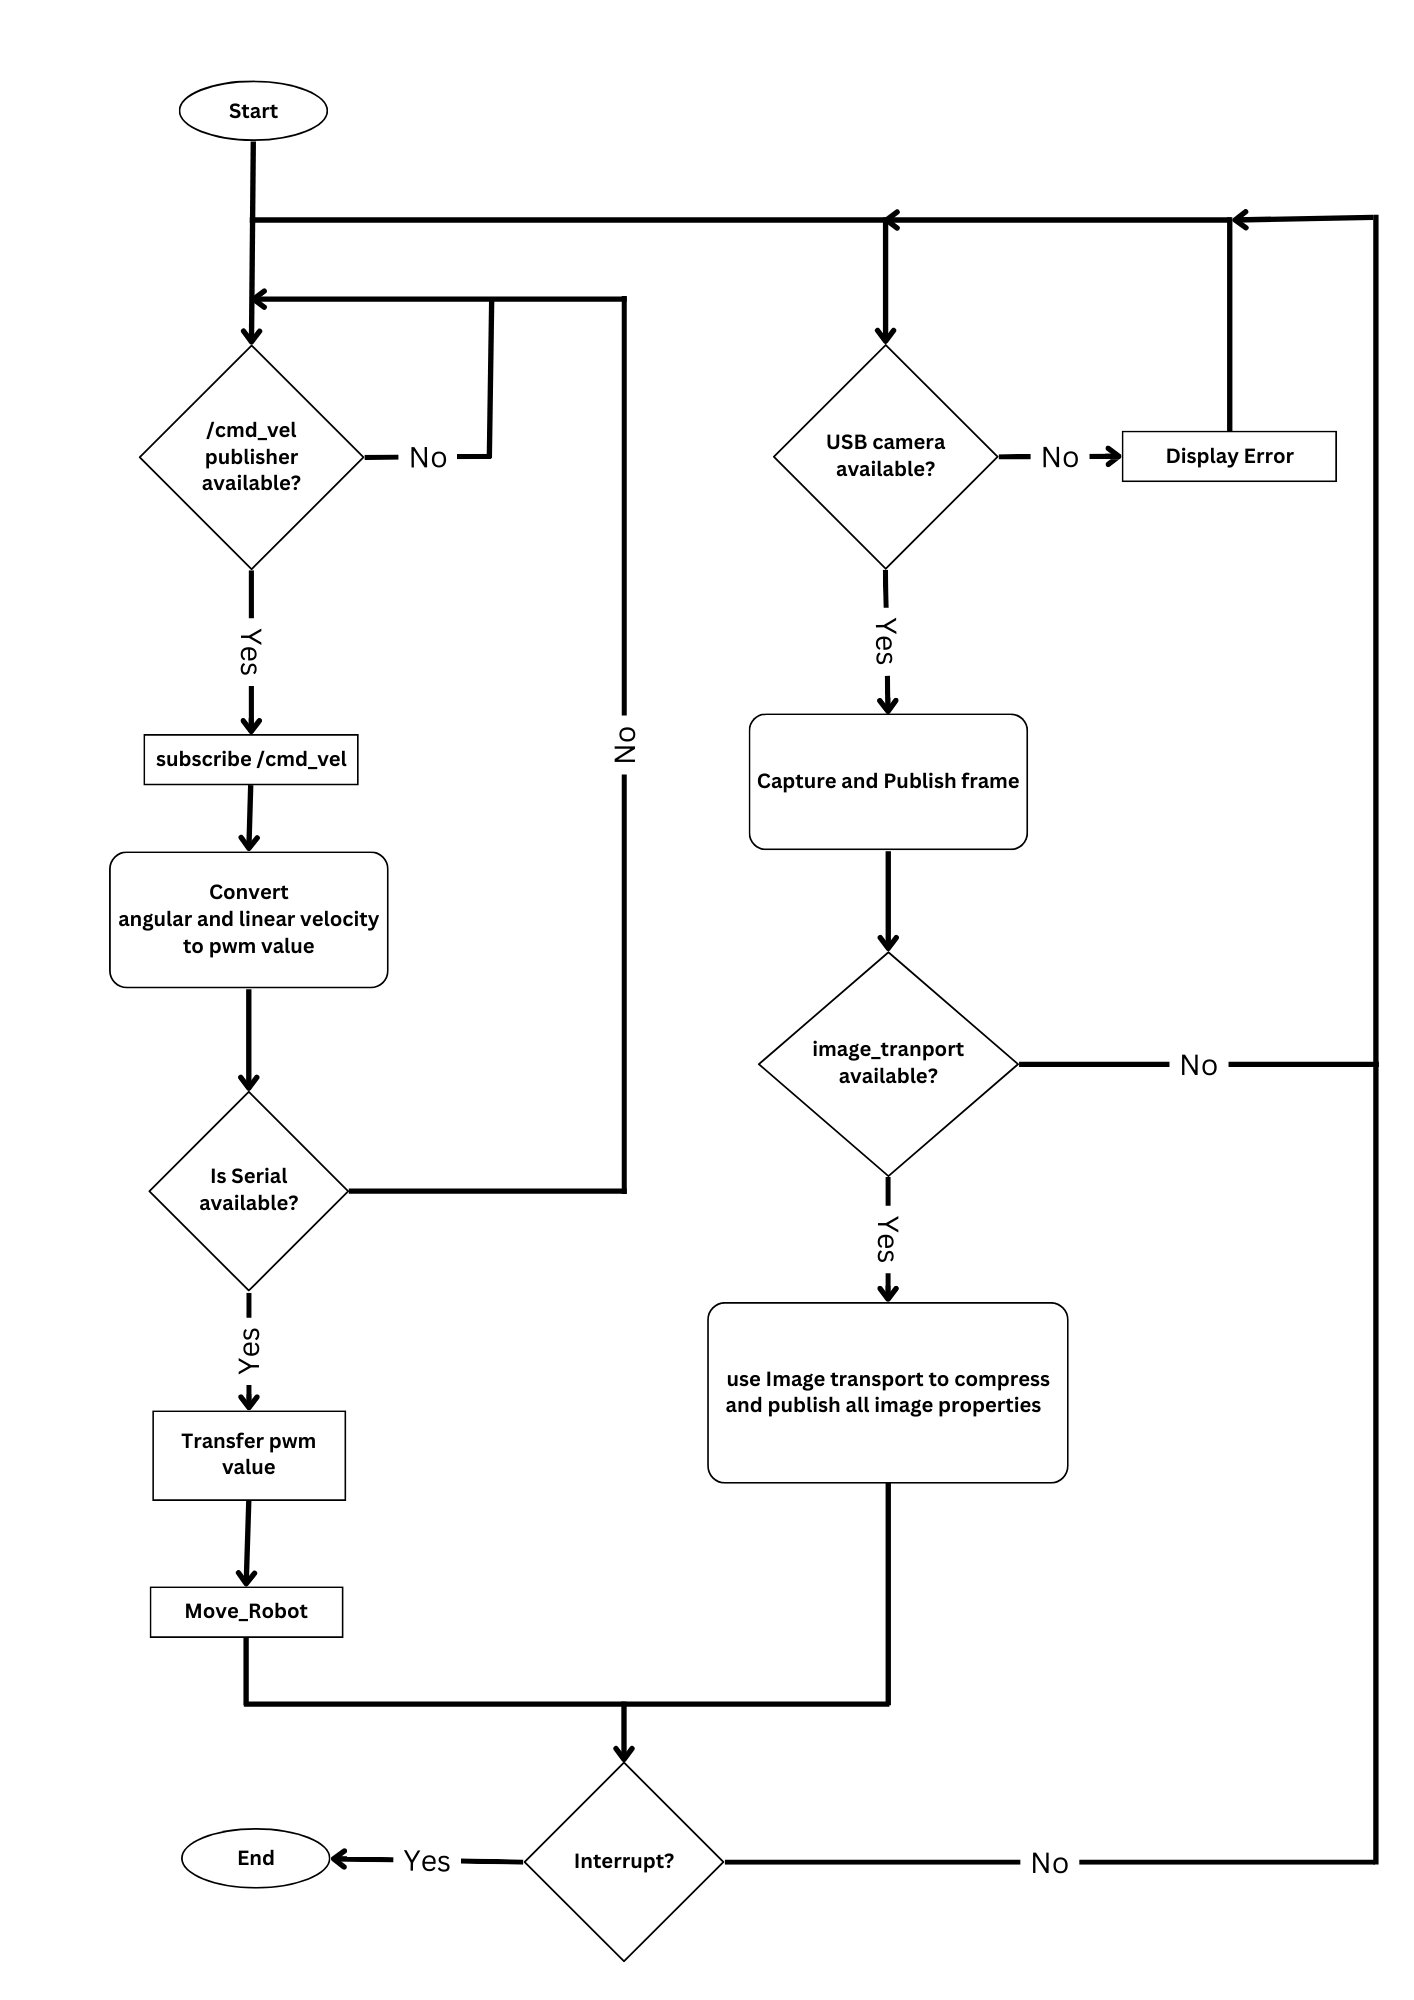 Start
/cmd_vel
publisher
available?
No
USB camera
available?
No
Display Error
Yes
Yes
subscribe /cmd_vel
No
Capture and Publish frame
Convert
angular and linear velocity
to pwm value
image_tranport
available?
No
Is Serial
available?
Yes
Yes
use Image transport to compress
and publish all image properties
Transfer pwm
value
Move_Robot
End
Yes
Interrupt?
No